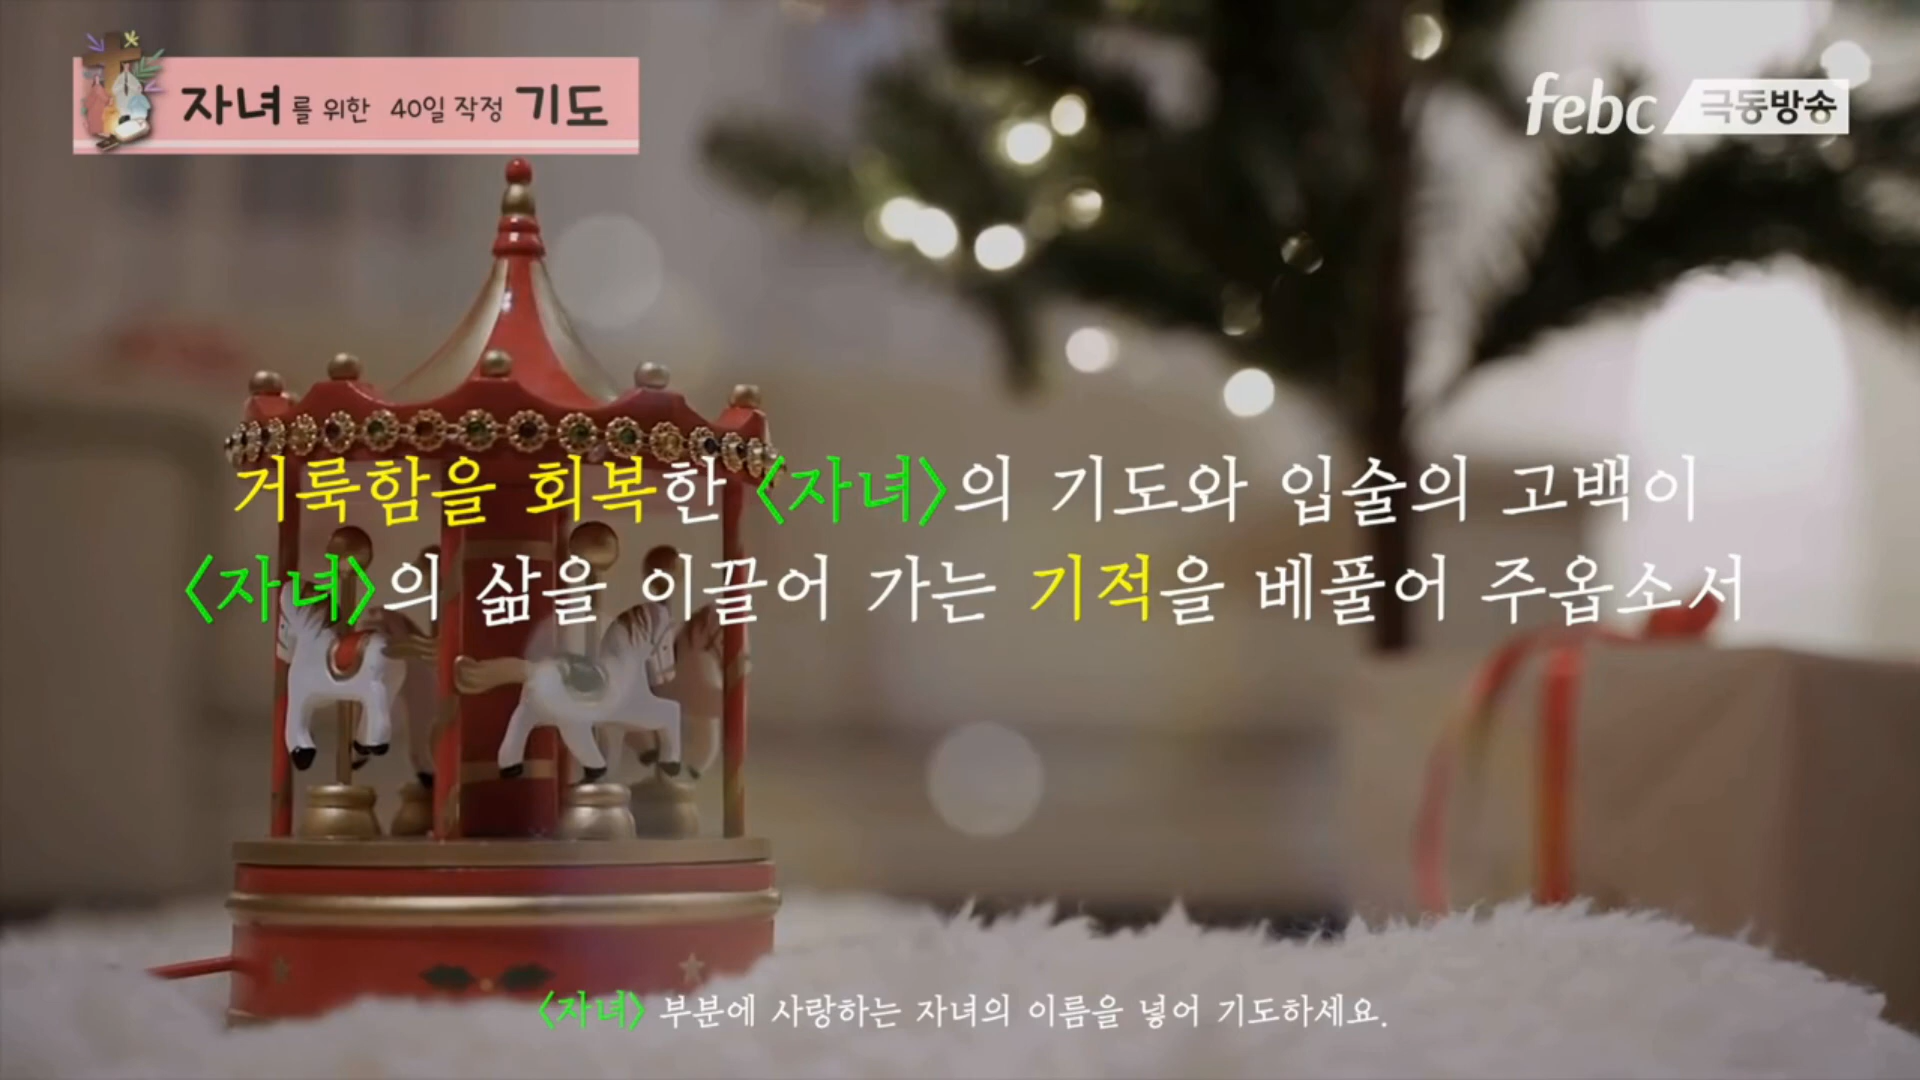 자녀를 위한 40일 작정 기도
febc 극동방송
거룩함을 회복한 <자녀>의 기도와 입술의 고백이
<자녀>의 삶을 이끌어 가는 기적을 베풀어 주옵소서
<자녀> 부분에 사랑하는 자녀의 이름을 넣어 기도하세요.